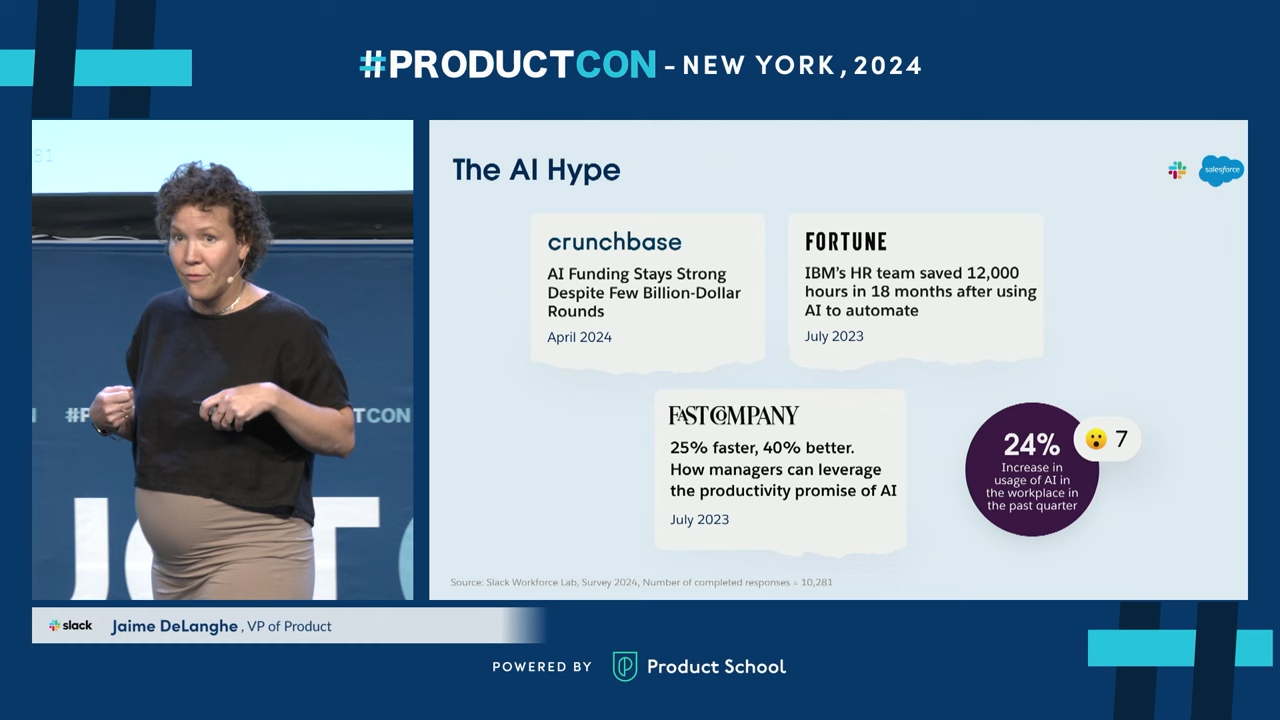 #PRODUCTCON - NEW YORK, 2024
81
The AI Hype
salesforce
crunchbase
AI Funding Stays Strong
Despite Few Billion-Dollar
Rounds
April 2024
FORTUNE
IBM's HR team saved 12,000
hours in 18 months after using
AI to automate
July 2023
FAST COMPANY
25% faster, 40% better.
How managers can leverage
the productivity promise of AI
July 2023
24%
Increase in
usage of AI in
the workplace in
the past quarter
7
Source: Slack Workforce Lab, Survey 2024, Number of completed responses = 10,281
#P
TCON
slack Jaime DeLanghe, VP of Product
POWERED BY Product School